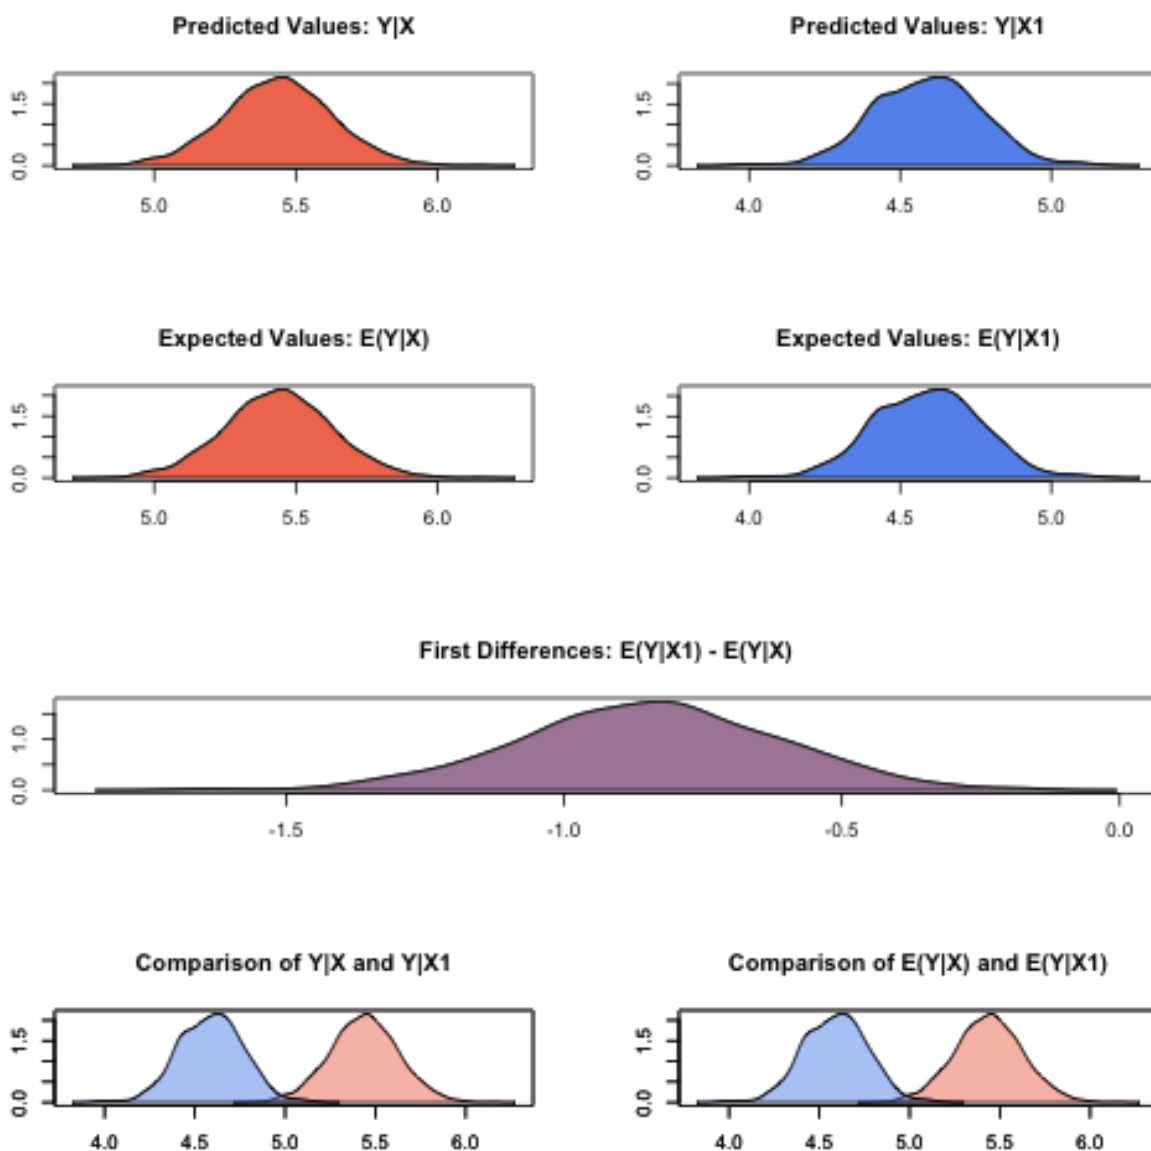 Predicted Values: Y|X
Predicted Values: Y|X1
0.0 1.5
5.0 5.5 6.0
0.0 1.5
4.0 4.5 5.0
Expected Values: E(Y|X)
Expected Values: E(Y|X1)
0.0 1.5
5.0 5.5 6.0
0.0 1.5
4.0 4.5 5.0
First Differences: E(Y|X1) - E(Y|X)
0.0 1.0
-1.5 -1.0 -0.5 0.0
Comparison of Y|X and Y|X1
Comparison of E(Y|X) and E(Y|X1)
0.0 1.5
4.0 4.5 5.0 5.5 6.0
0.0 1.5
4.0 4.5 5.0 5.5 6.0